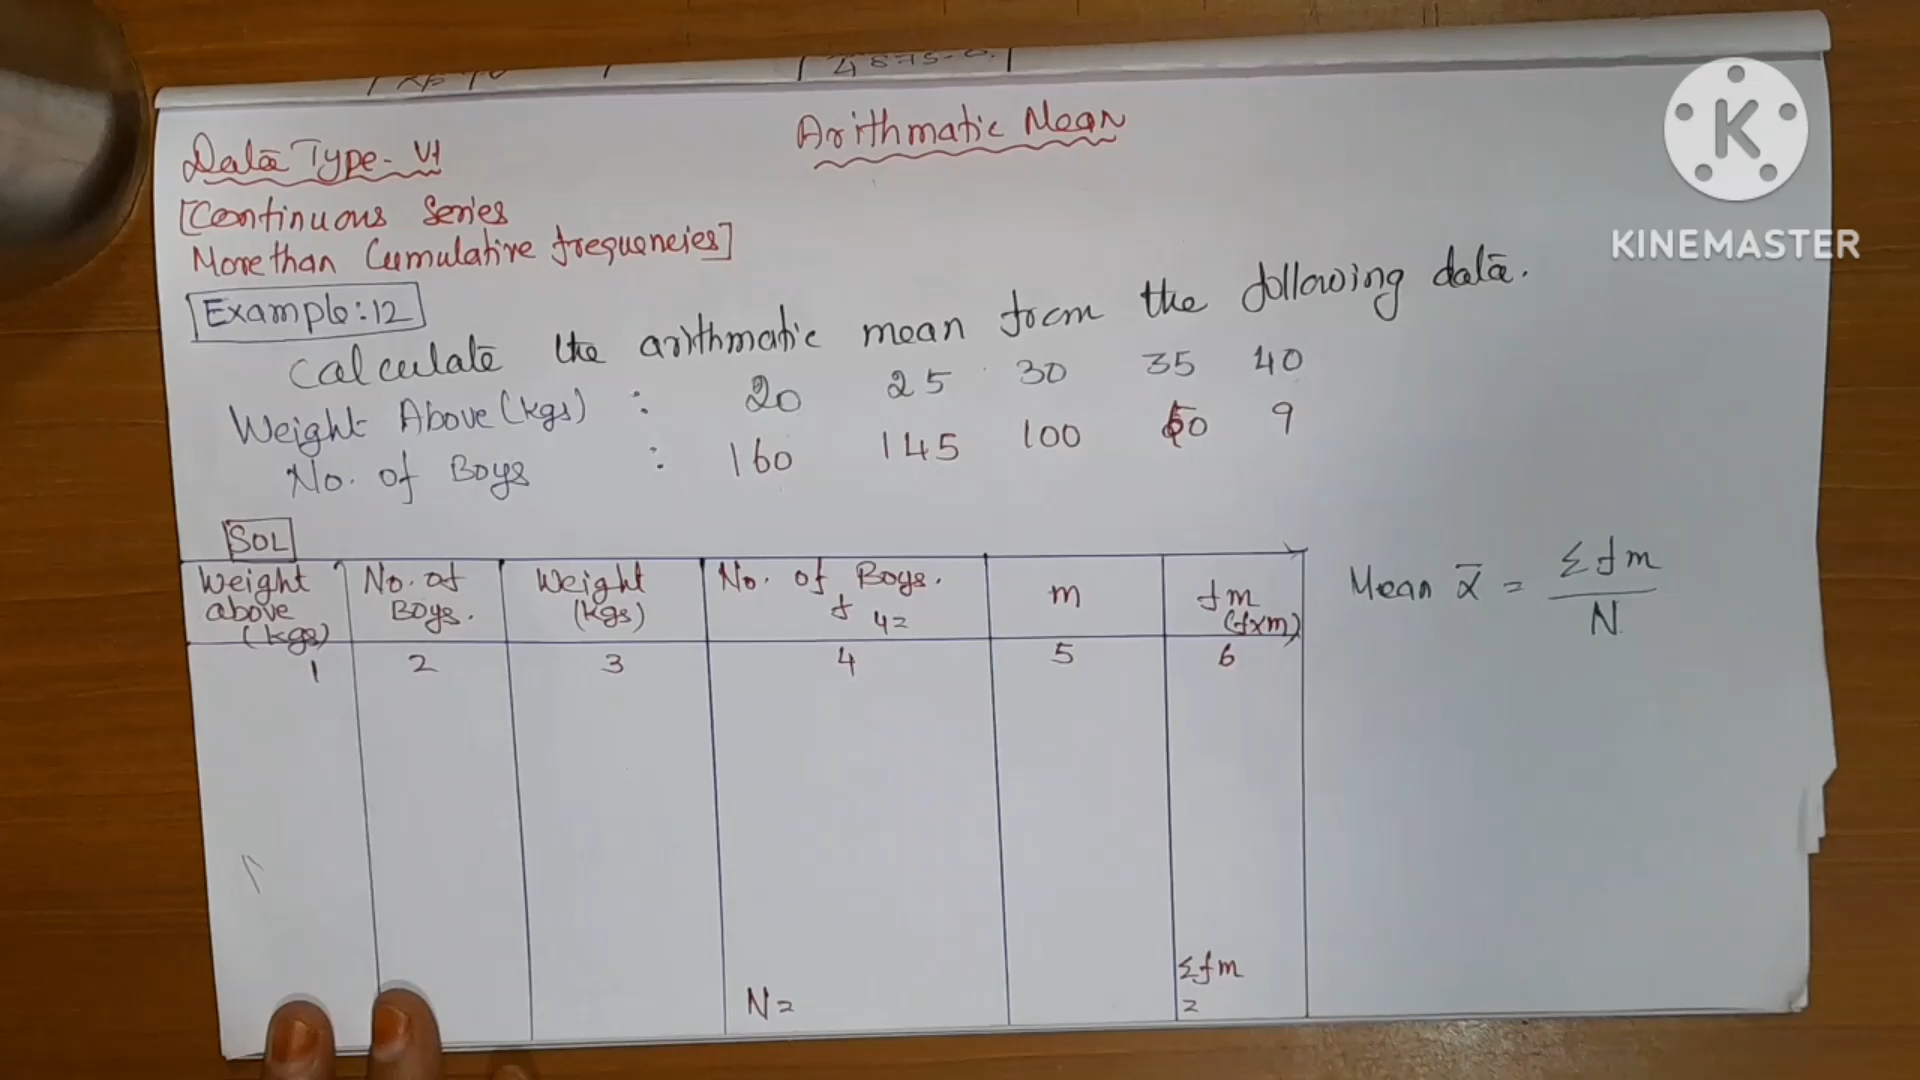 Arithmatic Mean
Data Type - VI
[Continuous Series
More than Cumulative frequencies]
Example: 12
Calculate the arithmatic mean from the following data.
Weight Above (kgs) : 20 25 30 35 40
No. of Boys : 160 145 100 60 9
SOL
Weight above (kgs) No. of Boys. Weight (kgs) No. of Boys. f 4= m fm (f×m)
1 2 3 4 5 6
Mean x̄ = Σfm / N
Σfm =
N =
K
KINEMASTER